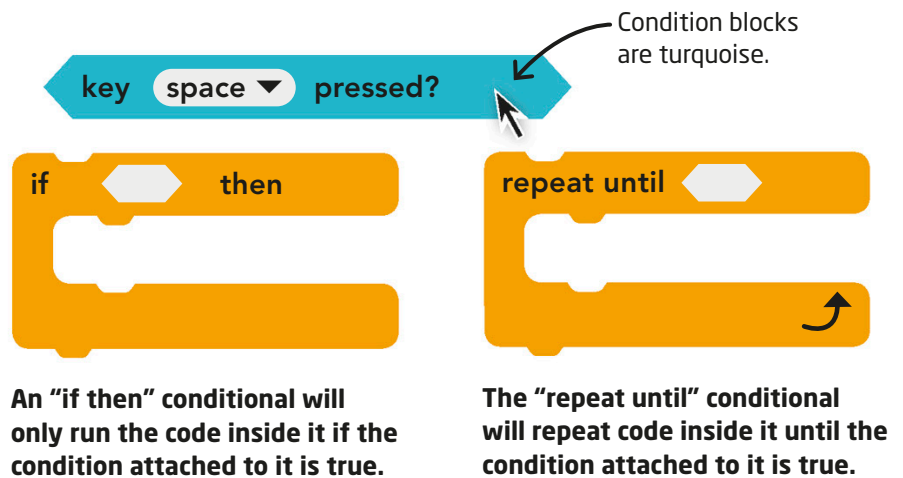 Condition blocks
are turquoise.
key space pressed?
if then
repeat until
An “if then” conditional will
only run the code inside it if the
condition attached to it is true.
The “repeat until” conditional
will repeat code inside it until the
condition attached to it is true.